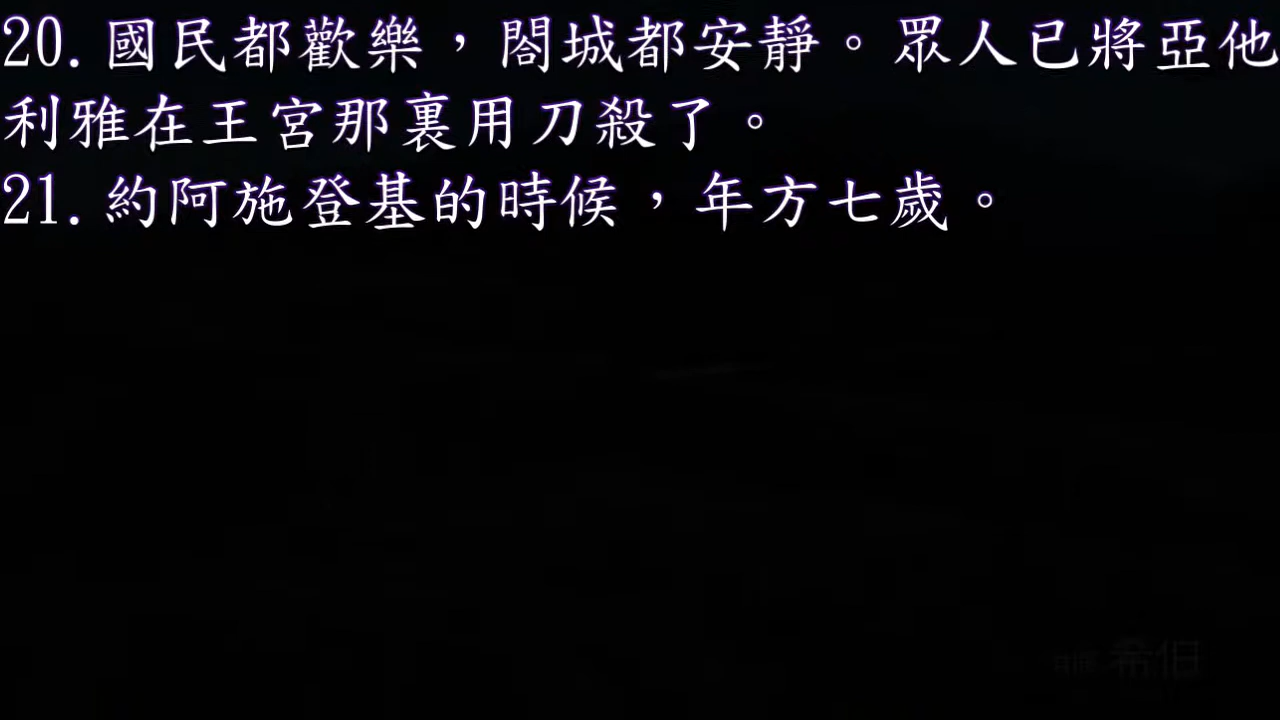 20. 國民都歡樂，閤城都安靜。眾人已將亞他
利雅在王宮那裏用刀殺了。
21. 約阿施登基的時候，年方七歲。